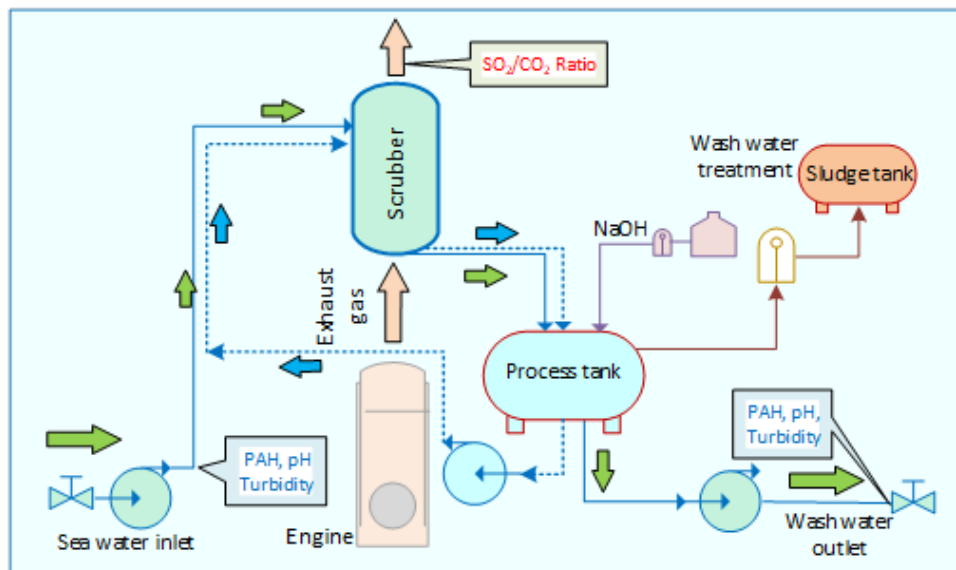 SO₂/CO₂ Ratio
Scrubber
Wash water
treatment
Sludge tank
NaOH
Exhaust
gas
Process tank
PAH, pH,
Turbidity
PAH, pH
Turbidity
Sea water inlet
Engine
Wash water
outlet